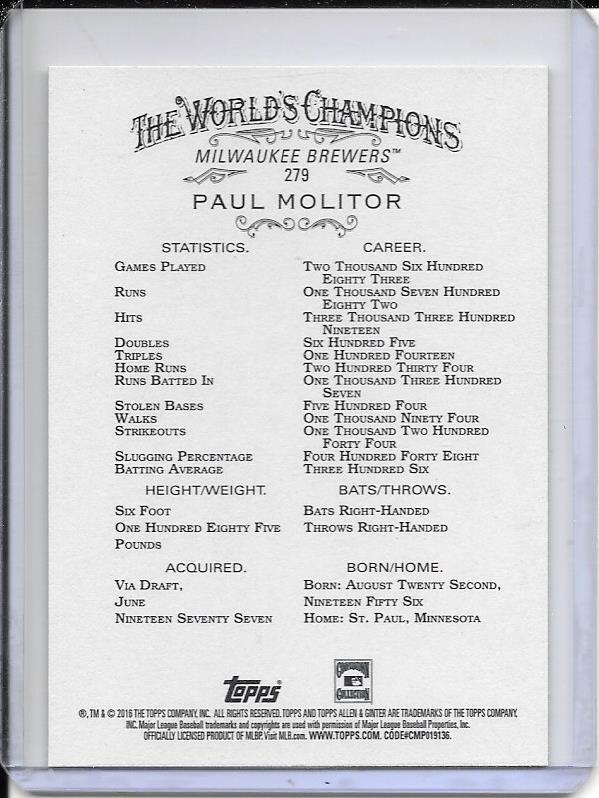 THE WORLD'S CHAMPIONS
MILWAUKEE BREWERS™
279
PAUL MOLITOR
STATISTICS. CAREER.
GAMES PLAYED TWO THOUSAND SIX HUNDRED
EIGHTY THREE
RUNS ONE THOUSAND SEVEN HUNDRED
EIGHTY TWO
HITS THREE THOUSAND THREE HUNDRED
NINETEEN
DOUBLES SIX HUNDRED FIVE
TRIPLES ONE HUNDRED FOURTEEN
HOME RUNS TWO HUNDRED THIRTY FOUR
RUNS BATTED IN ONE THOUSAND THREE HUNDRED
SEVEN
STOLEN BASES FIVE HUNDRED FOUR
WALKS ONE THOUSAND NINETY FOUR
STRIKEOUTS ONE THOUSAND TWO HUNDRED
FORTY FOUR
SLUGGING PERCENTAGE FOUR HUNDRED FORTY EIGHT
BATTING AVERAGE THREE HUNDRED SIX
HEIGHT/WEIGHT. BATS/THROWS.
SIX FOOT BATS RIGHT-HANDED
ONE HUNDRED EIGHTY FIVE THROWS RIGHT-HANDED
POUNDS
ACQUIRED. BORN/HOME.
VIA DRAFT, BORN: AUGUST TWENTY SECOND,
JUNE NINETEEN FIFTY SIX
NINETEEN SEVENTY SEVEN HOME: ST. PAUL, MINNESOTA
Topps COOPERSTOWN
COLLECTION
®, TM & © 2016 THE TOPPS COMPANY, INC. ALL RIGHTS RESERVED. TOPPS AND TOPPS ALLEN & GINTER ARE TRADEMARKS OF THE TOPPS COMPANY,
INC. Major League Baseball trademarks and copyrights are used with permission of Major League Baseball Properties, Inc.
OFFICIALLY LICENSED PRODUCT OF MLBP. Visit MLB.com. WWW.TOPPS.COM. CODE#CMP019136.